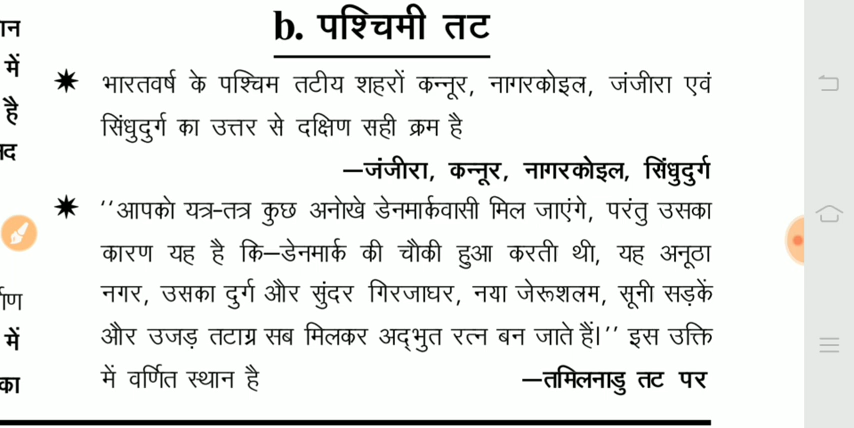 ान
में
है
द
b. पश्चिमी तट
✷ भारतवर्ष के पश्चिम तटीय शहरों कन्नूर, नागरकोइल, जंजीरा एवं
सिंधुदुर्ग का उत्तर से दक्षिण सही क्रम है
–जंजीरा, कन्नूर, नागरकोइल, सिंधुदुर्ग
✷ ‘‘आपको यत्र-तत्र कुछ अनोखे डेनमार्कवासी मिल जाएंगे, परंतु उसका
कारण यह है कि–डेनमार्क की चौकी हुआ करती थी, यह अनूठा
नगर, उसका दुर्ग और सुंदर गिरजाघर, नया जेरूशलम, सूनी सड़कें
और उजड़ तटाग्र सब मिलकर अद्भुत रत्न बन जाते हैं।’’ इस उक्ति
में वर्णित स्थान है –तमिलनाडु तट पर
ण
में
का